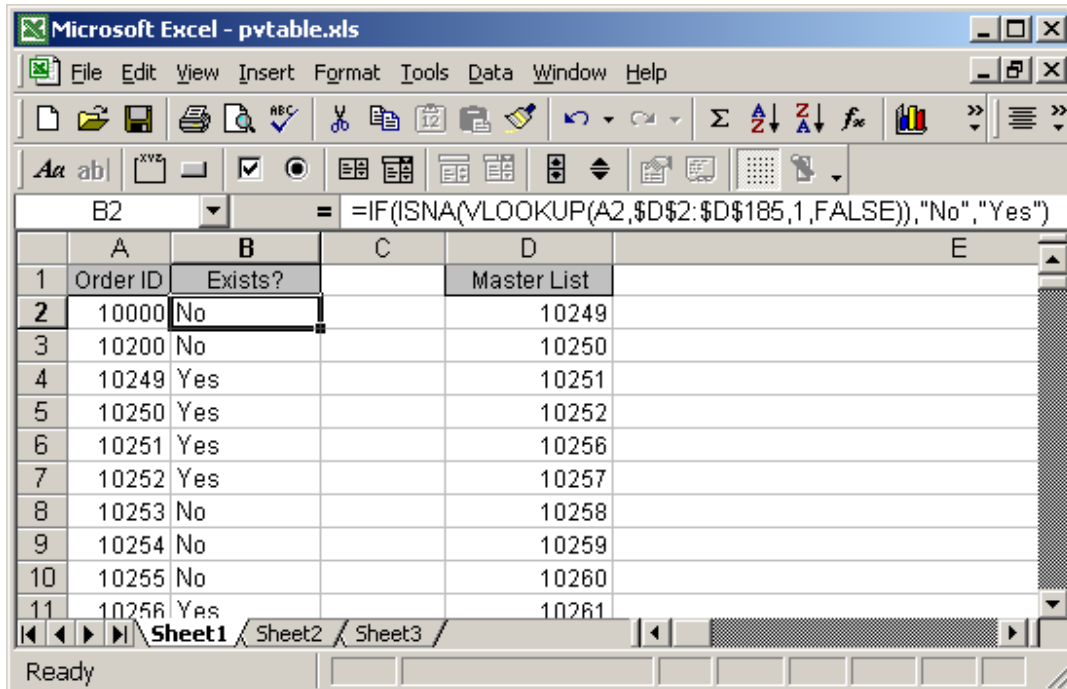 Microsoft Excel - pvtable.xls
File Edit View Insert Format Tools Data Window Help
ABC 12 Σ A Z Z A fx »  »
Aa ab| XYZ
B2 = =IF(ISNA(VLOOKUP(A2,$D$2:$D$185,1,FALSE)),"No","Yes")
A B C D E
1 Order ID Exists? Master List
2 10000 No 10249
3 10200 No 10250
4 10249 Yes 10251
5 10250 Yes 10252
6 10251 Yes 10256
7 10252 Yes 10257
8 10253 No 10258
9 10254 No 10259
10 10255 No 10260
11 10256 Yes 10261
Sheet1 Sheet2 Sheet3
Ready